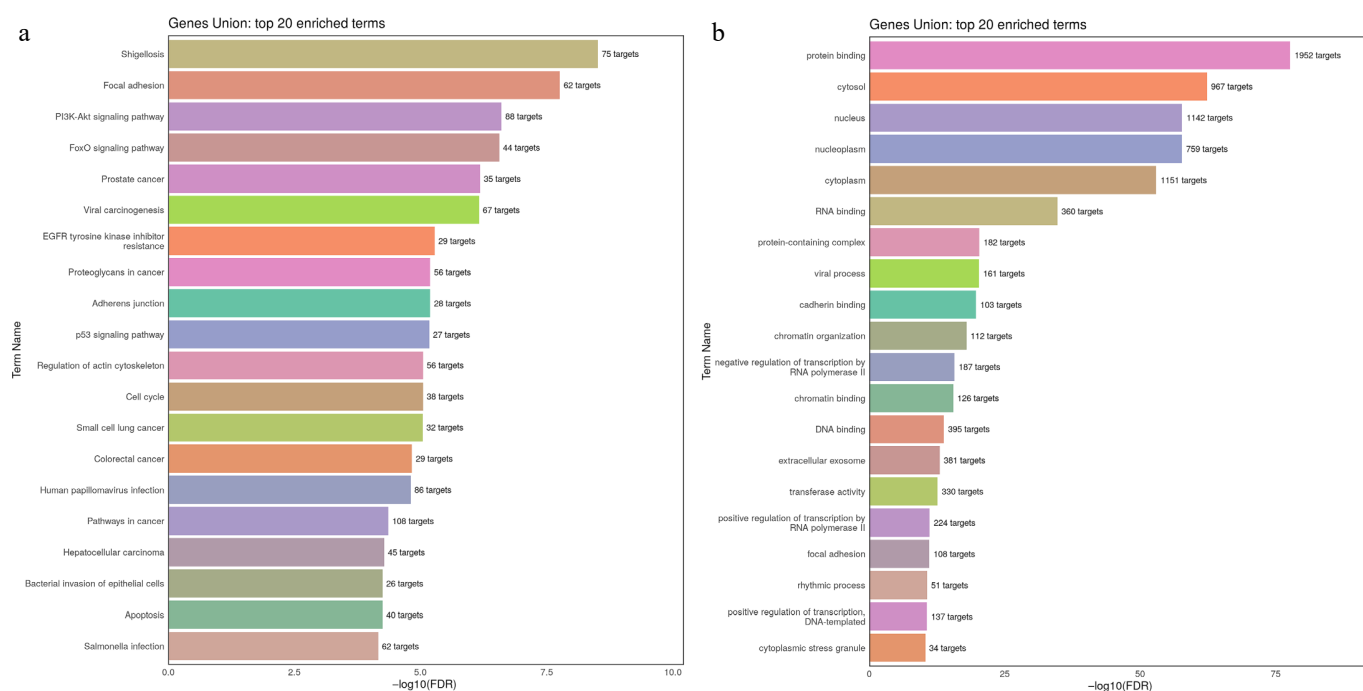 a
Genes Union: top 20 enriched terms
Term Name
Shigellosis
75 targets
Focal adhesion
62 targets
PI3K-Akt signaling pathway
88 targets
FoxO signaling pathway
44 targets
Prostate cancer
35 targets
Viral carcinogenesis
67 targets
EGFR tyrosine kinase inhibitor
resistance
29 targets
Proteoglycans in cancer
56 targets
Adherens junction
28 targets
p53 signaling pathway
27 targets
Regulation of actin cytoskeleton
56 targets
Cell cycle
38 targets
Small cell lung cancer
32 targets
Colorectal cancer
29 targets
Human papillomavirus infection
86 targets
Pathways in cancer
108 targets
Hepatocellular carcinoma
45 targets
Bacterial invasion of epithelial cells
26 targets
Apoptosis
40 targets
Salmonella infection
62 targets
0.0
2.5
5.0
7.5
10.0
−log10(FDR)
b
Genes Union: top 20 enriched terms
Term Name
protein binding
1952 targets
cytosol
967 targets
nucleus
1142 targets
nucleoplasm
759 targets
cytoplasm
1151 targets
RNA binding
360 targets
protein-containing complex
182 targets
viral process
161 targets
cadherin binding
103 targets
chromatin organization
112 targets
negative regulation of transcription by
RNA polymerase II
187 targets
chromatin binding
126 targets
DNA binding
395 targets
extracellular exosome
381 targets
transferase activity
330 targets
positive regulation of transcription by
RNA polymerase II
224 targets
focal adhesion
108 targets
rhythmic process
51 targets
positive regulation of transcription,
DNA-templated
137 targets
cytoplasmic stress granule
34 targets
0
25
50
75
−log10(FDR)